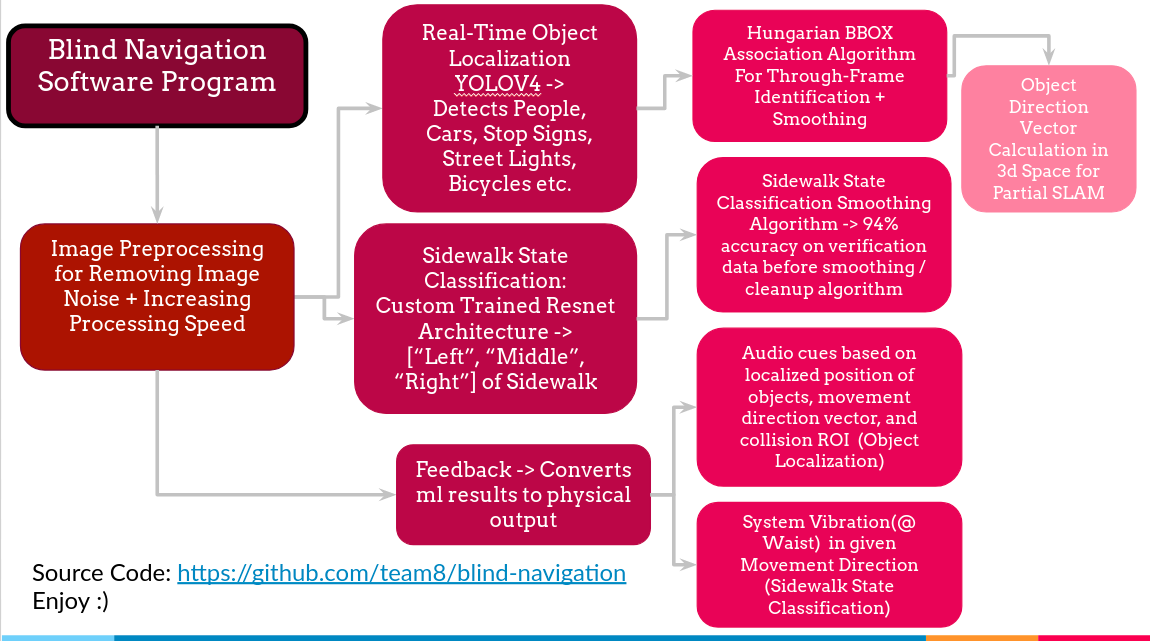 Blind Navigation
Software Program
Image Preprocessing
for Removing Image
Noise + Increasing
Processing Speed
Real-Time Object
Localization
YOLOV4 ->
Detects People,
Cars, Stop Signs,
Street Lights,
Bicycles etc.
Sidewalk State
Classification:
Custom Trained Resnet
Architecture ->
[“Left”, “Middle”,
“Right”] of Sidewalk
Feedback -> Converts
ml results to physical
output
Hungarian BBOX
Association Algorithm
For Through-Frame
Identification +
Smoothing
Object
Direction
Vector
Calculation in
3d Space for
Partial SLAM
Sidewalk State
Classification Smoothing
Algorithm -> 94%
accuracy on verification
data before smoothing /
cleanup algorithm
Audio cues based on
localized position of
objects, movement
direction vector, and
collision ROI (Object
Localization)
System Vibration(@
Waist) in given
Movement Direction
(Sidewalk State
Classification)
Source Code: https://github.com/team8/blind-navigation
Enjoy :)